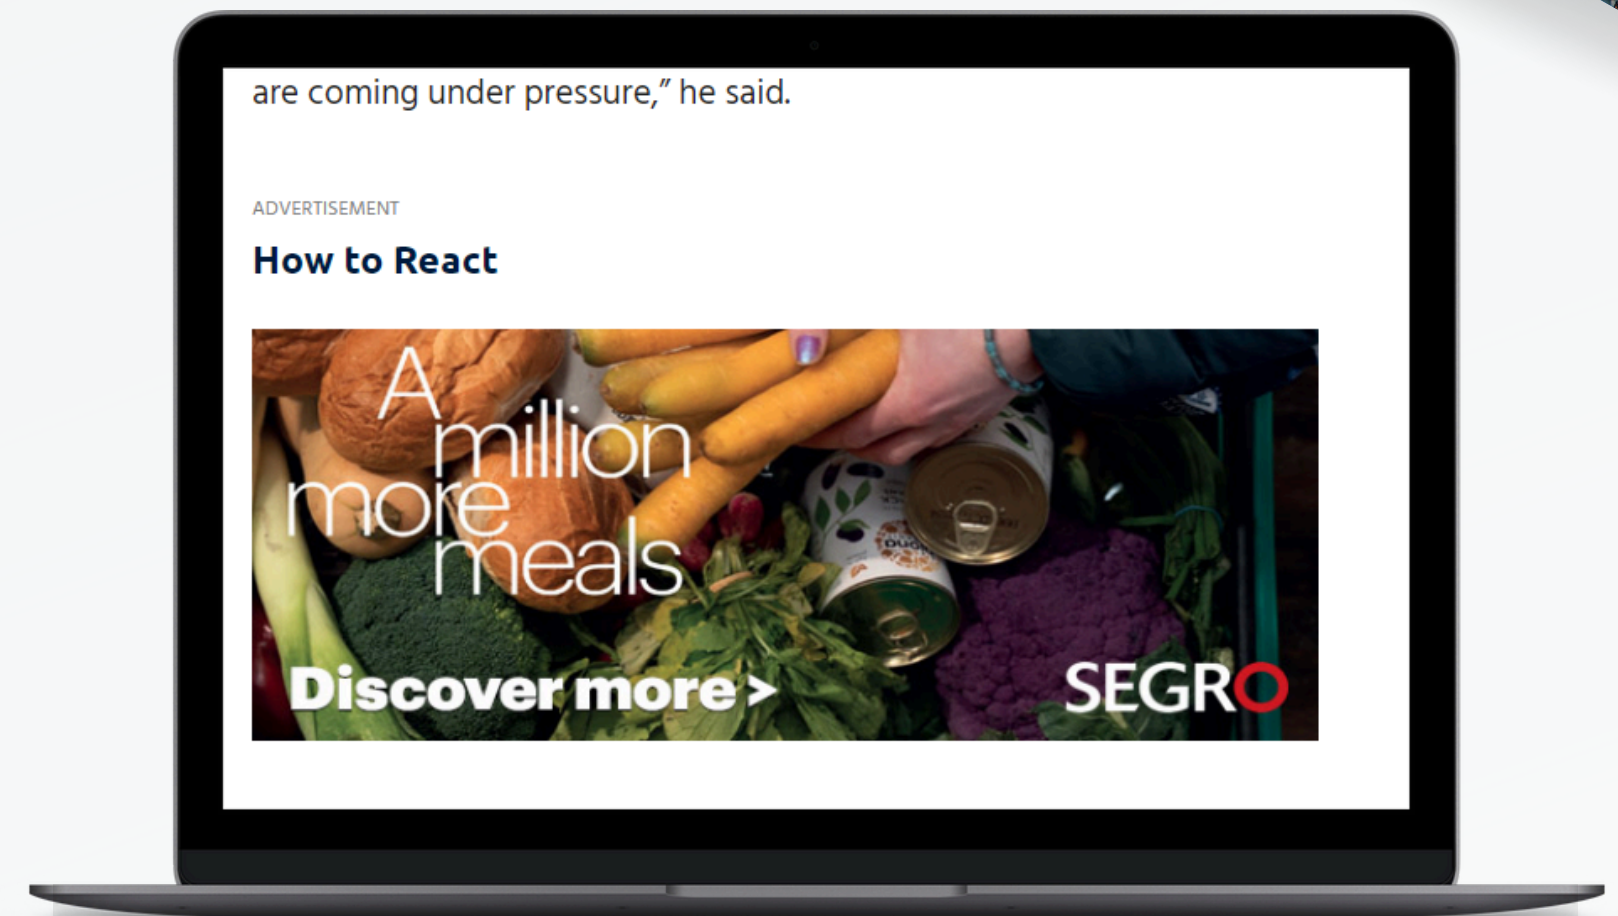 are coming under pressure,” he said.
ADVERTISEMENT
How to React
A
million
more
meals
Discover more >
SEGRO